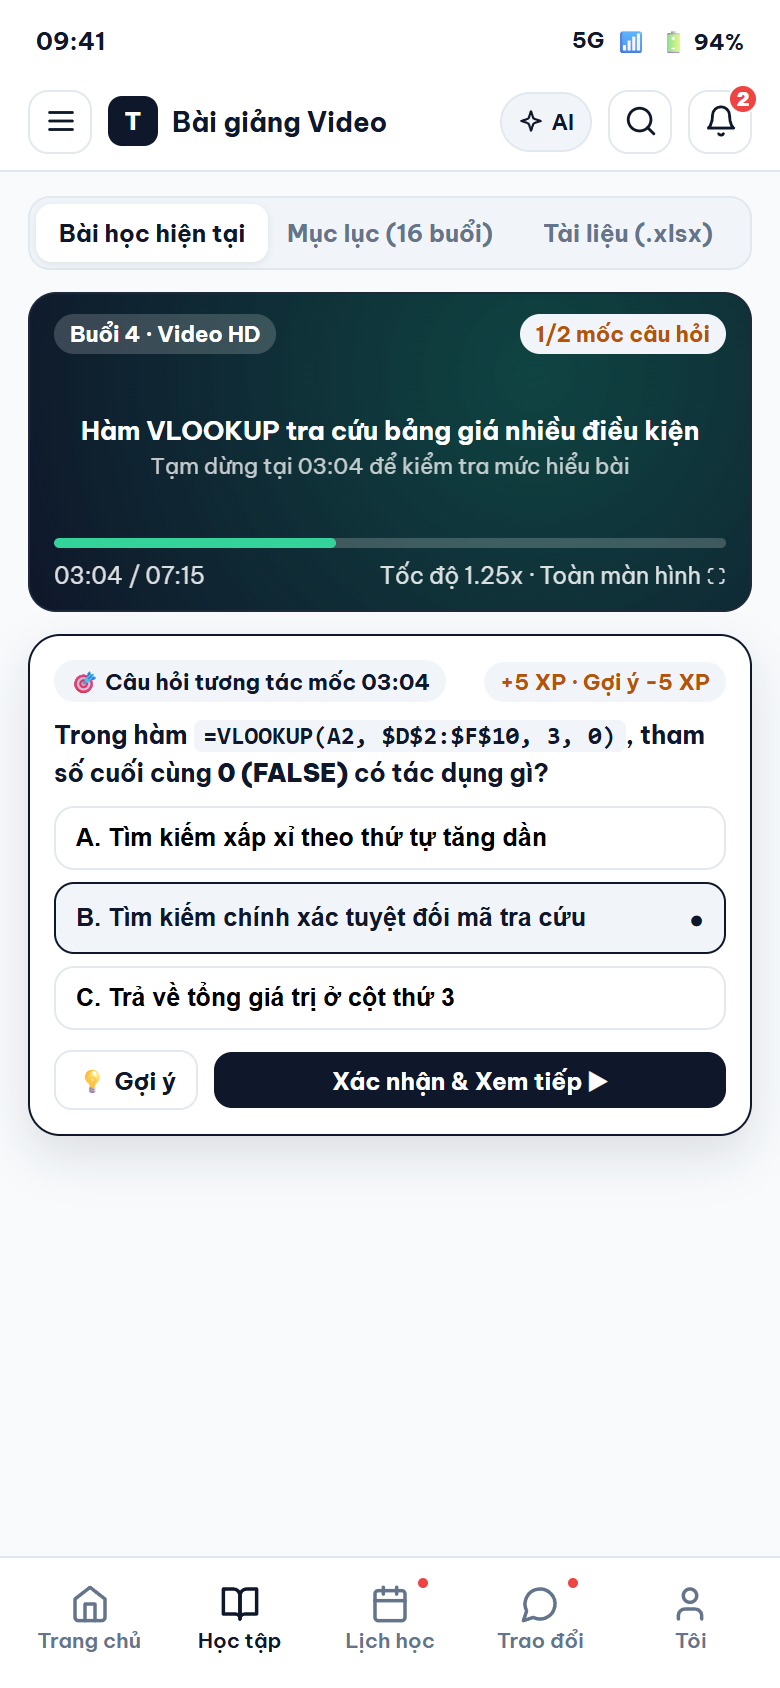 09:41
5G 94%
T Bài giảng Video
AI
2
Bài học hiện tại
Mục lục (16 buổi)
Tài liệu (.xlsx)
Buổi 4 · Video HD
1/2 mốc câu hỏi
Hàm VLOOKUP tra cứu bảng giá nhiều điều kiện
Tạm dừng tại 03:04 để kiểm tra mức hiểu bài
03:04 / 07:15
Tốc độ 1.25x · Toàn màn hình ⛶
🎯 Câu hỏi tương tác mốc 03:04
+5 XP · Gợi ý -5 XP
Trong hàm =VLOOKUP(A2, $D$2:$F$10, 3, 0), tham
số cuối cùng 0 (FALSE) có tác dụng gì?
A. Tìm kiếm xấp xỉ theo thứ tự tăng dần
B. Tìm kiếm chính xác tuyệt đối mã tra cứu ●
C. Trả về tổng giá trị ở cột thứ 3
💡 Gợi ý
Xác nhận & Xem tiếp ▶
Trang chủ
Học tập
Lịch học
Trao đổi
Tôi